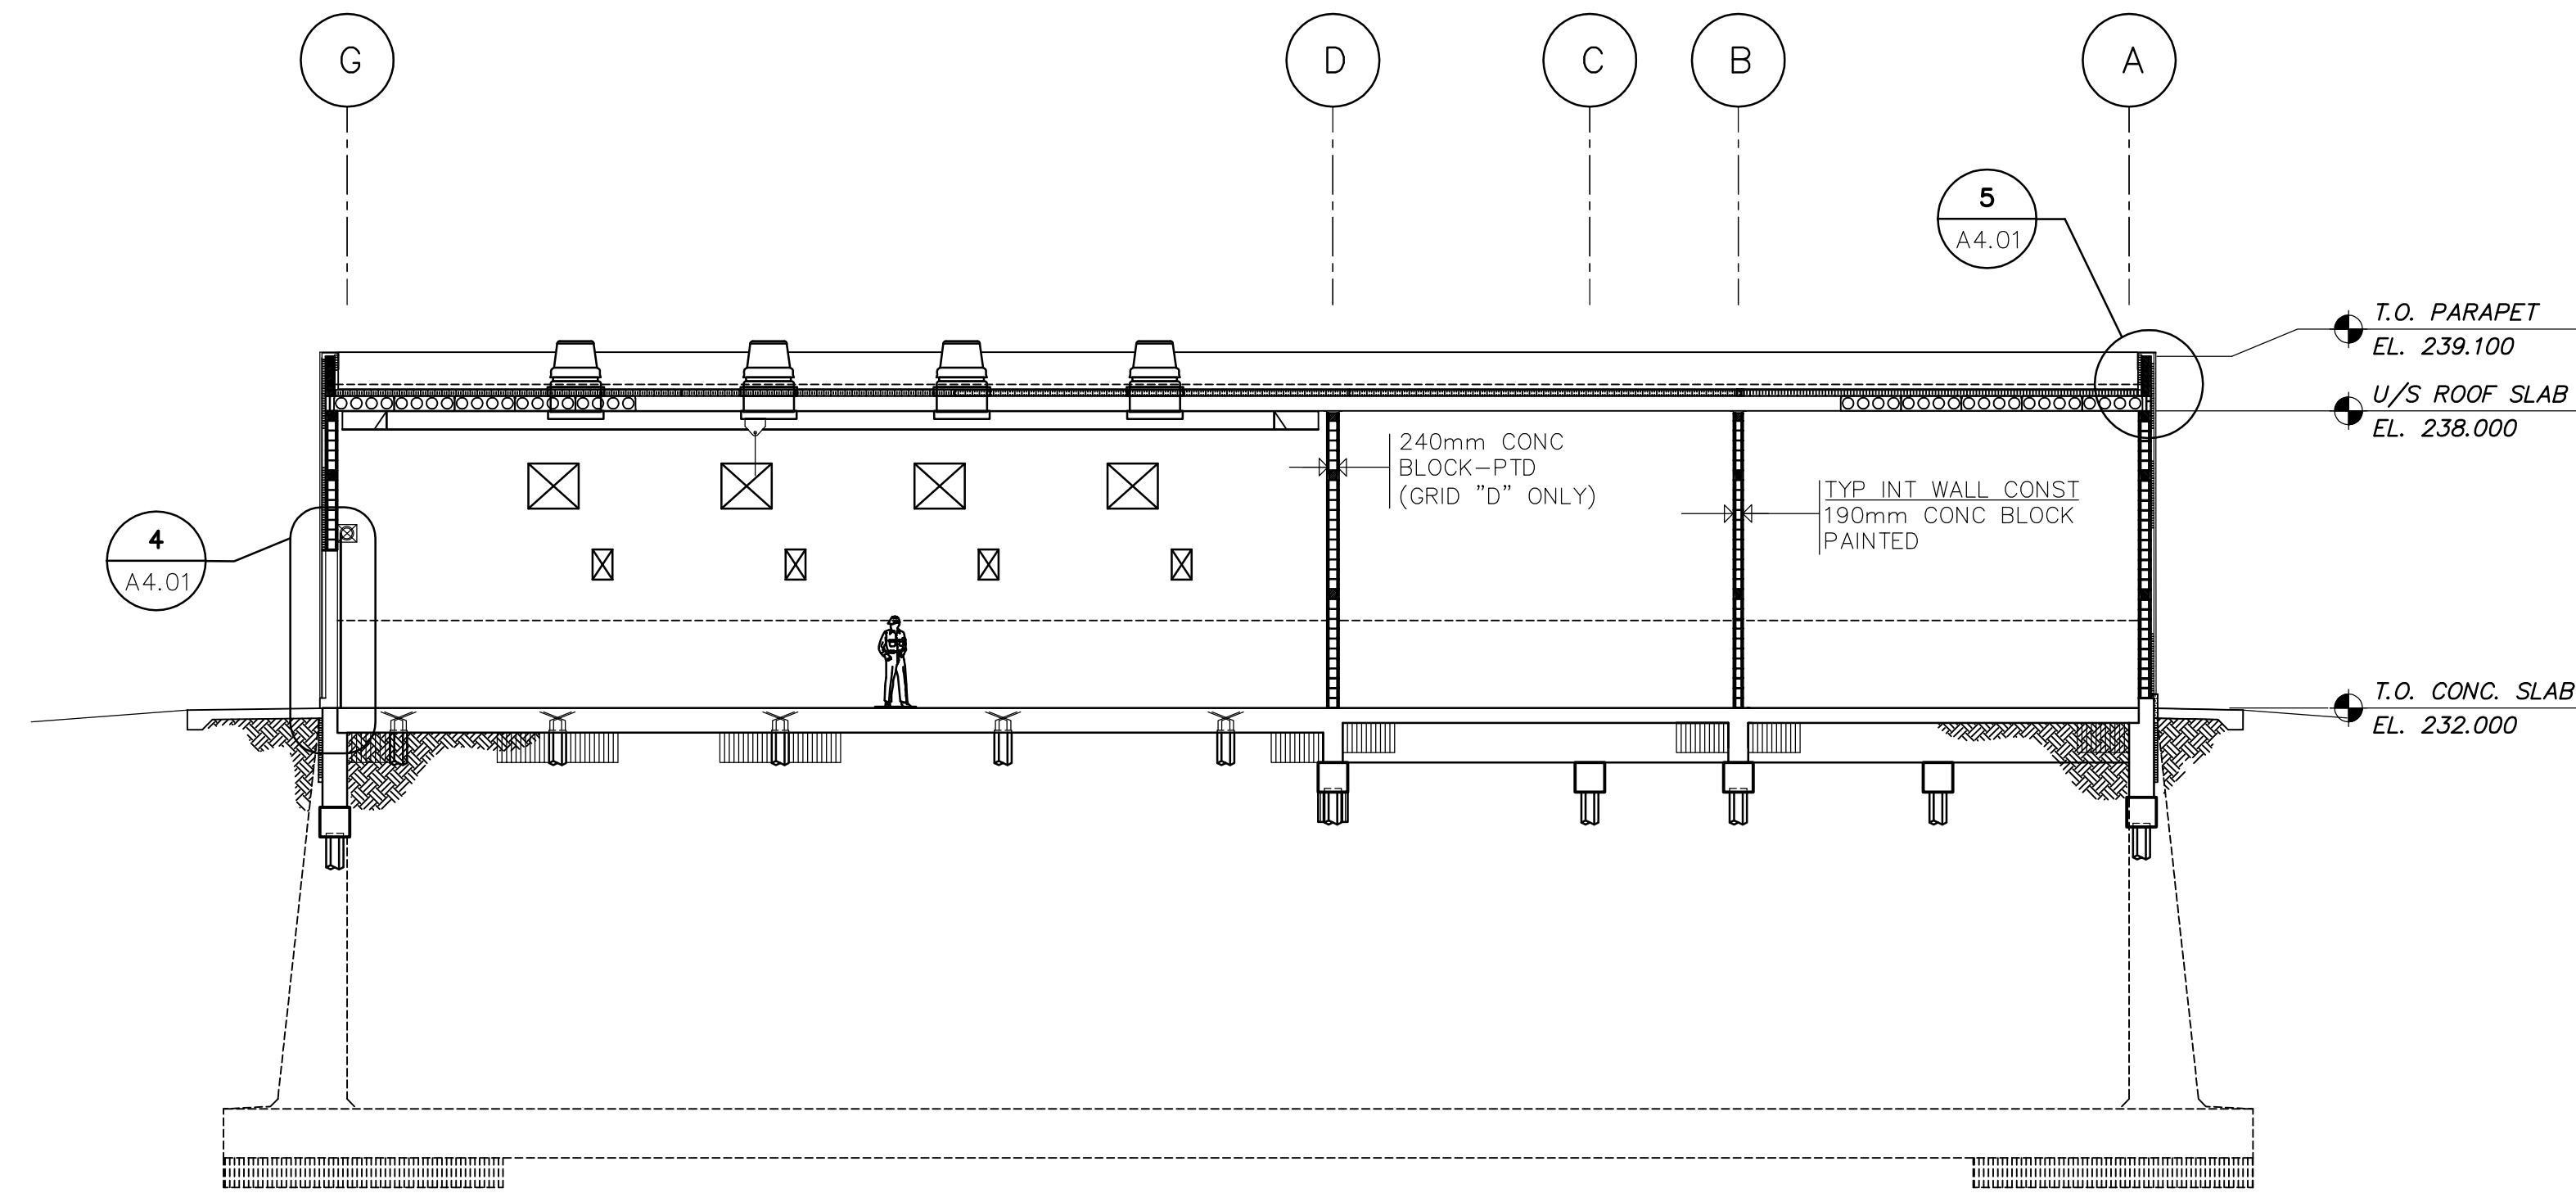 G
D
C
B
A
5
A4.01
T.O. PARAPET
EL. 239.100
U/S ROOF SLAB
EL. 238.000
240mm CONC
BLOCK-PTD
(GRID "D" ONLY)
TYP INT WALL CONST
190mm CONC BLOCK
PAINTED
4
A4.01
T.O. CONC. SLAB
EL. 232.000